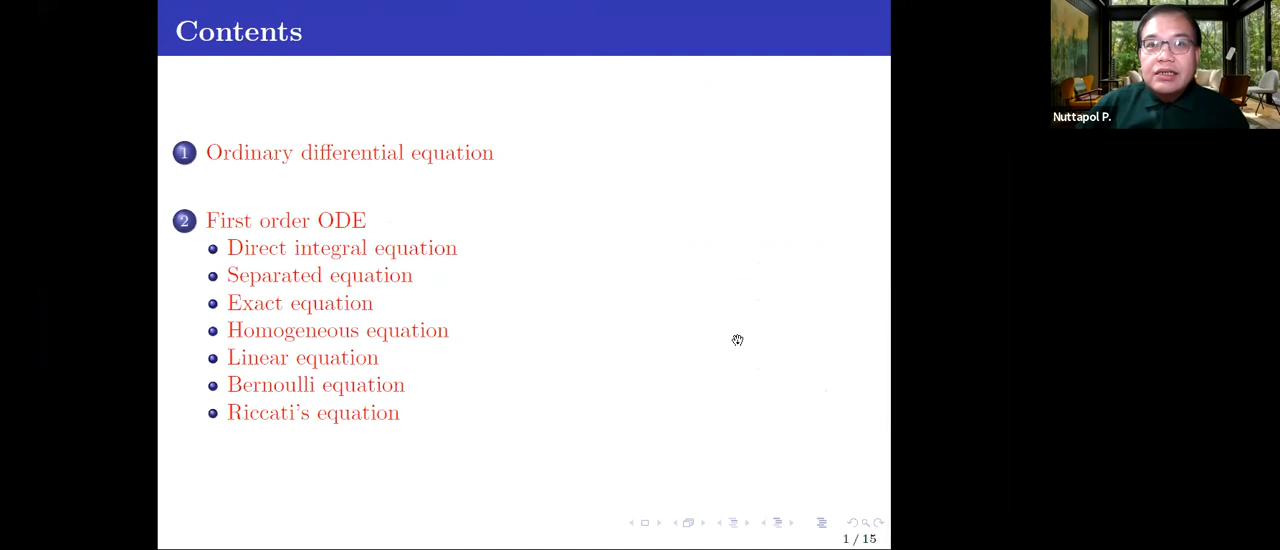 Contents
Nuttapol P.
1 Ordinary differential equation
2 First order ODE
Direct integral equation
Separated equation
Exact equation
Homogeneous equation
Linear equation
Bernoulli equation
Riccati's equation
1 / 15